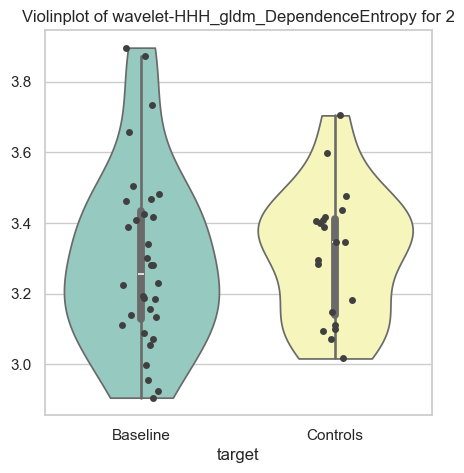 Violinplot of wavelet-HHH_gldm_DependenceEntropy for 2
3.8
3.6
3.4
3.2
3.0
Baseline Controls
target